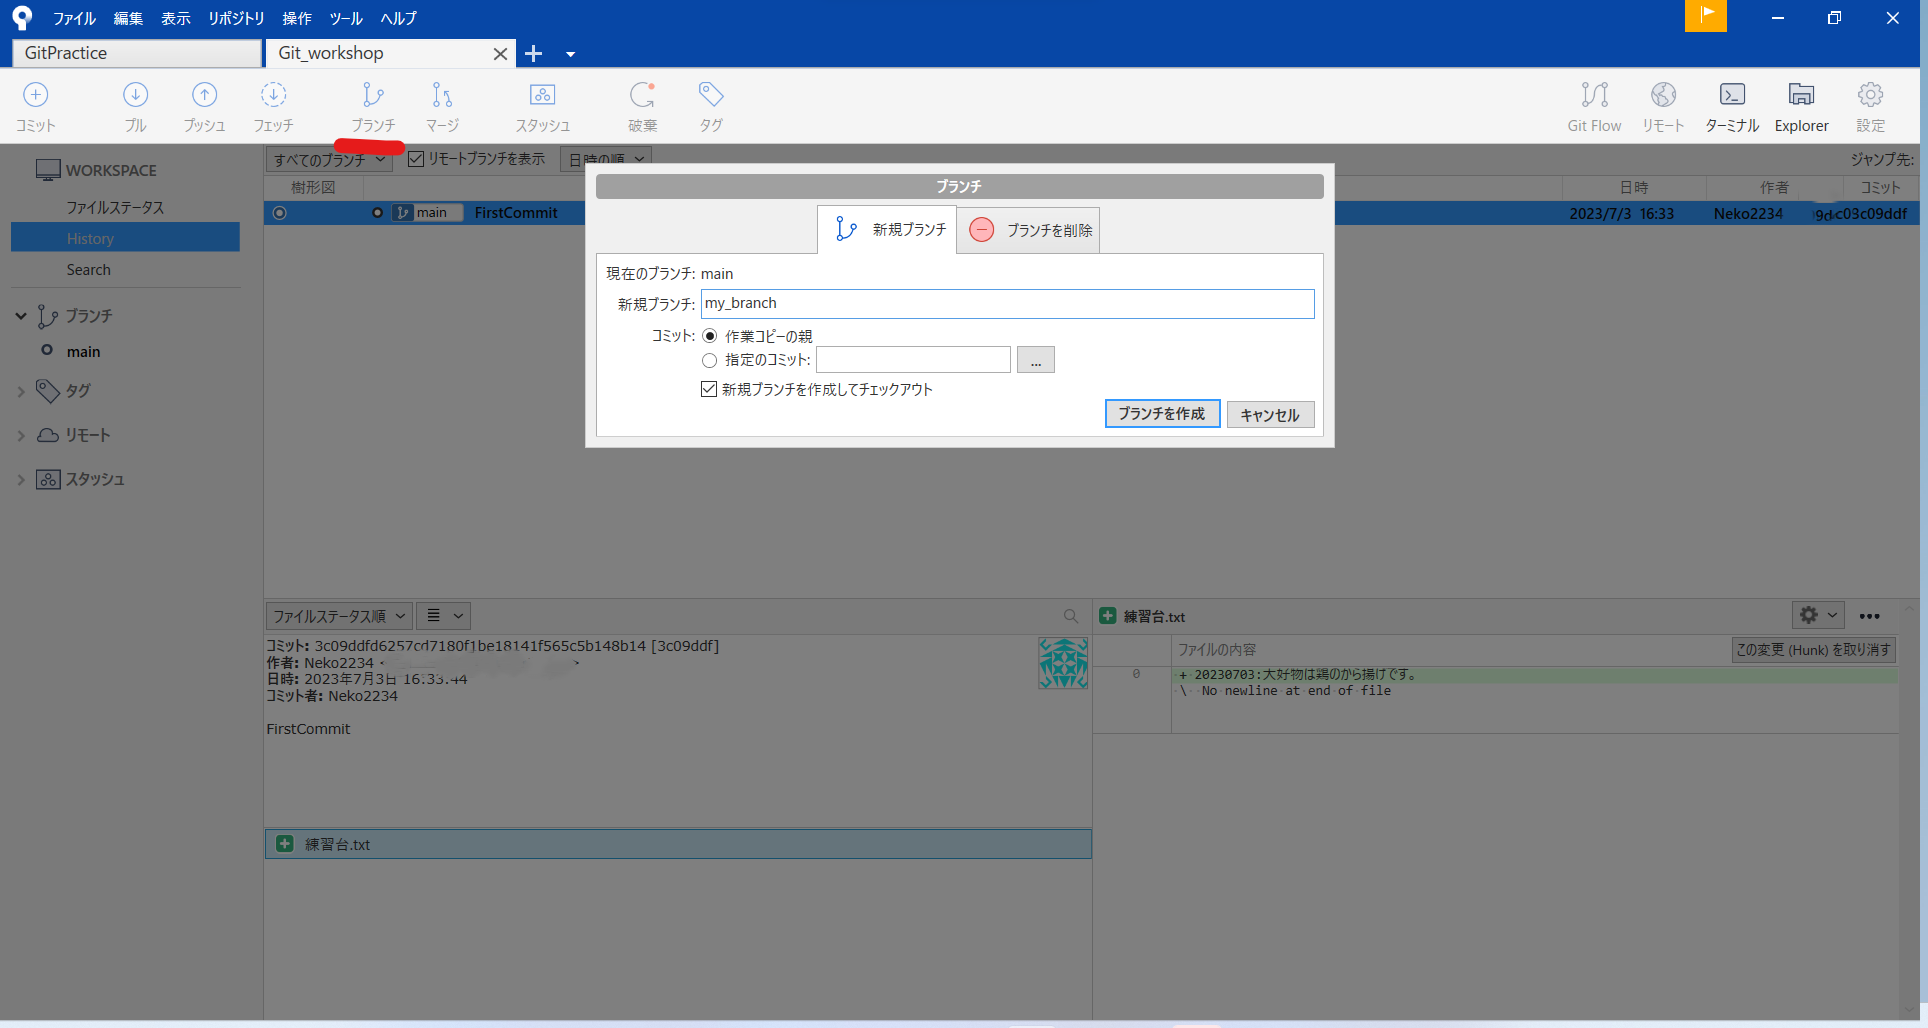 ファイル 編集 表示 リポジトリ 操作 ツール ヘルプ
GitPractice
Git_workshop
コミット プル プッシュ フェッチ ブランチ マージ スタッシュ 破棄 タグ Git Flow リモート ターミナル Explorer 設定
WORKSPACE
ファイルステータス
History
Search
ブランチ
main
タグ
リモート
スタッシュ
すべてのブランチ リモートブランチを表示 日時の順 ジャンプ先:
樹形図 日時 作者 コミット
main FirstCommit 2023/7/3 16:33 Neko2234 c03c09ddf
ブランチ
新規ブランチ ブランチを削除
現在のブランチ: main
新規ブランチ: my_branch
コミット: 作業コピーの親
指定のコミット: ...
新規ブランチを作成してチェックアウト
ブランチを作成 キャンセル
ファイルステータス順
コミット: 3c09ddfd6257cd7180f1be18141f565c5b148b14 [3c09ddf]
作者: Neko2234
日時: 2023年7月3日 16:33:44
コミット者: Neko2234
FirstCommit
練習台.txt
練習台.txt
ファイルの内容 この変更 (Hunk) を取り消す
0 + 20230703:大好物は鶏のから揚げです。
\ No newline at end of file